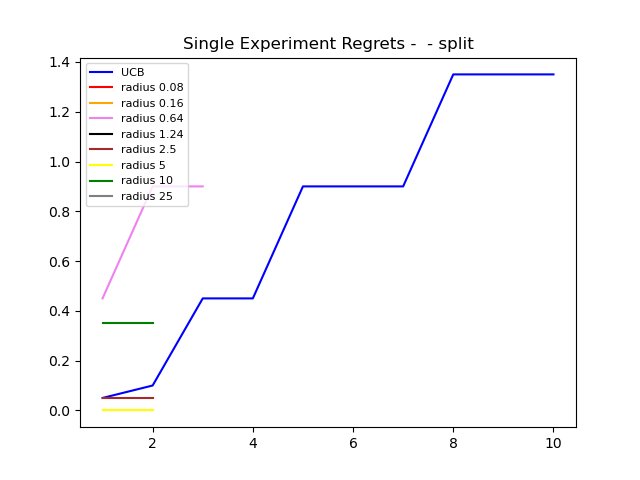 Single Experiment Regrets -  - split
1.4
1.2
1.0
0.8
0.6
0.4
0.2
0.0
UCB
radius 0.08
radius 0.16
radius 0.64
radius 1.24
radius 2.5
radius 5
radius 10
radius 25
2 4 6 8 10